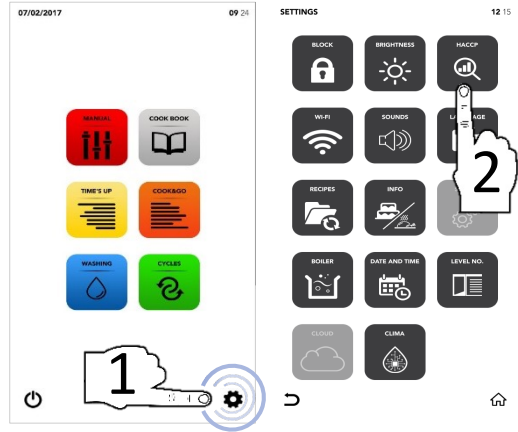 07/02/2017 09 24
MANUAL COOK BOOK
TIME'S UP COOK&GO
WASHING CYCLES
1
SETTINGS 12 15
BLOCK BRIGHTNESS HACCP
WI-FI SOUNDS
2
RECIPES INFO
BOILER DATE AND TIME LEVEL NO.
CLOUD CLIMA